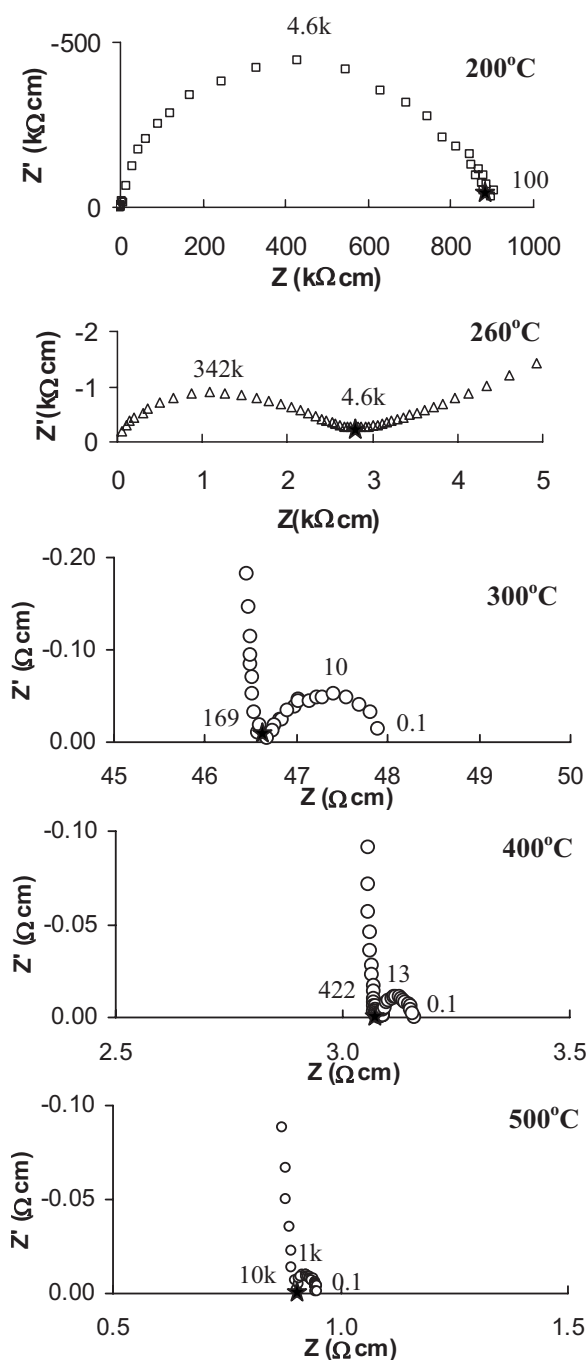 4.6k
200°C
-500
-250
0
100
Z' (kΩcm)
0 200 400 600 800 1000
Z (kΩcm)
260°C
-2
-1
0
342k
4.6k
Z'(kΩcm)
0 1 2 3 4 5
Z(kΩcm)
300°C
-0.20
-0.10
0.00
169
10
0.1
Z' (Ωcm)
45 46 47 48 49 50
Z (Ωcm)
400°C
-0.10
-0.05
0.00
422
13
0.1
Z' (Ωcm)
2.5 3.0 3.5
Z (Ωcm)
500°C
-0.10
-0.05
0.00
10k
1k
0.1
Z' (Ωcm)
0.5 1.0 1.5
Z (Ωcm)